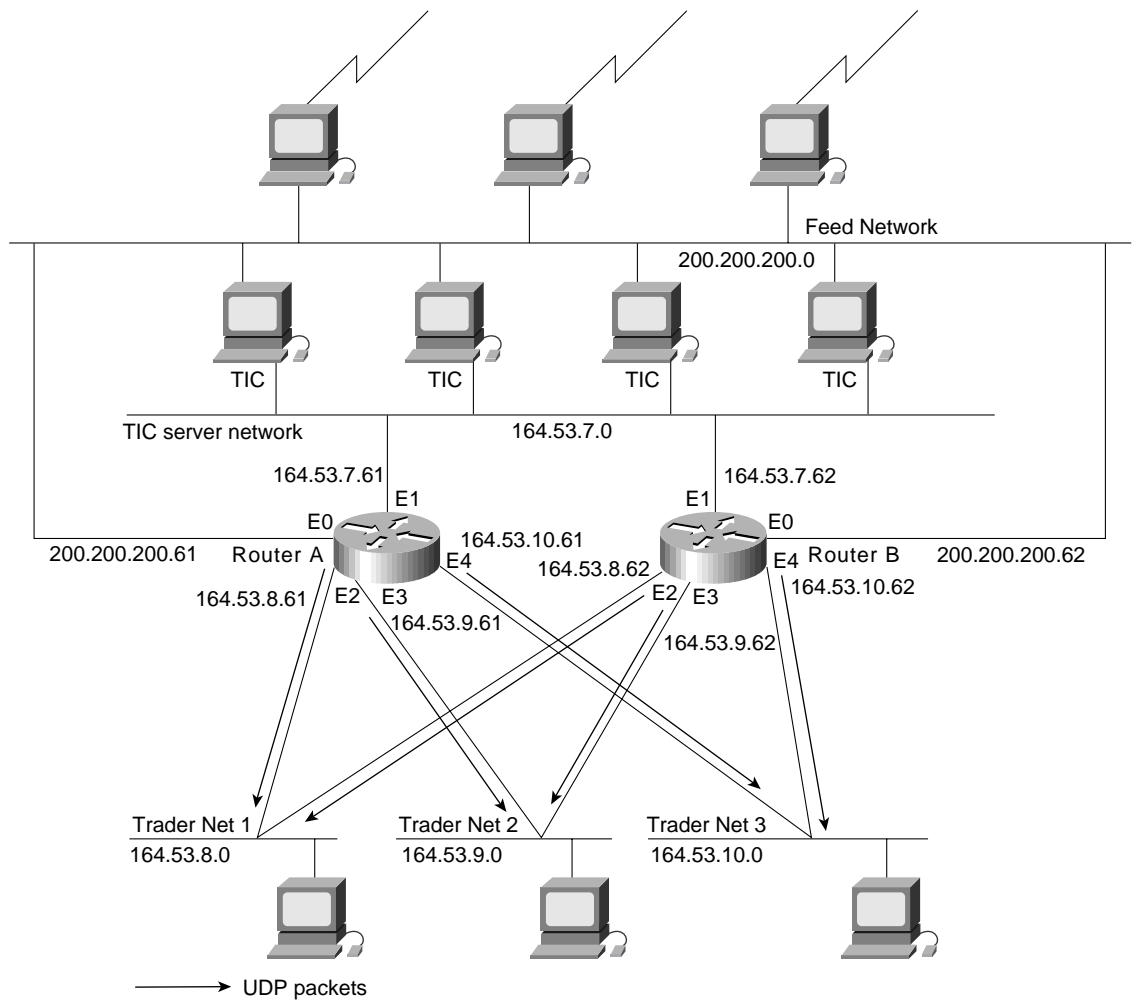 Feed Network
200.200.200.0
TIC
TIC
TIC
TIC
TIC server network
164.53.7.0
164.53.7.61
164.53.7.62
E1
E1
E0
E0
200.200.200.61
Router A
E4
164.53.10.61
164.53.8.62
E4
Router B
200.200.200.62
164.53.8.61
E2
E3
164.53.9.61
E2
E3
164.53.10.62
164.53.9.62
Trader Net 1
164.53.8.0
Trader Net 2
164.53.9.0
Trader Net 3
164.53.10.0
UDP packets